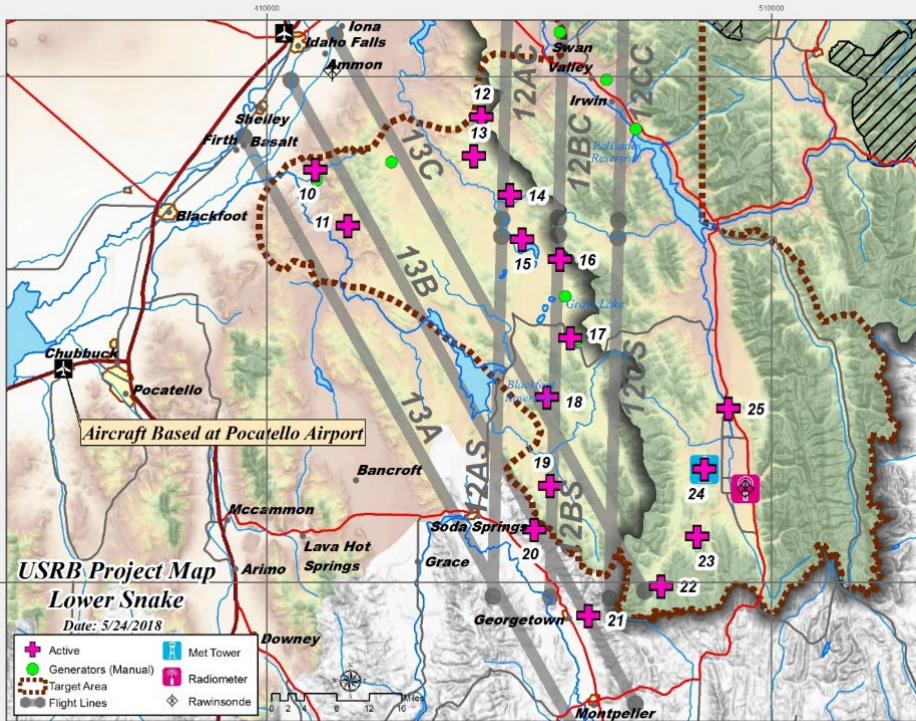 410000
510000
Iona
Idaho Falls
Ammon
Swan
Valley
Irwin
Shelley
Firth
Basalt
12AC
12BC
12CC
Palisades
Reservoir
12
13
13C
10
14
Blackfoot
11
15
16
13B
Grays Lake
17
Chubbuck
Pocatello
Blackfoot
Reservoir
18
12CS
25
13A
Aircraft Based at Pocatello Airport
12AS
Bancroft
19
24
12BS
Mccammon
Soda Springs
20
23
Lava Hot
Springs
Grace
Arimo
22
USRB Project Map
Lower Snake
Date: 5/24/2018
Georgetown
21
Downey
Active
Generators (Manual)
Target Area
Flight Lines
Met Tower
Radiometer
Rawinsonde
0 2 4 8 12 16
Miles
Montpelier